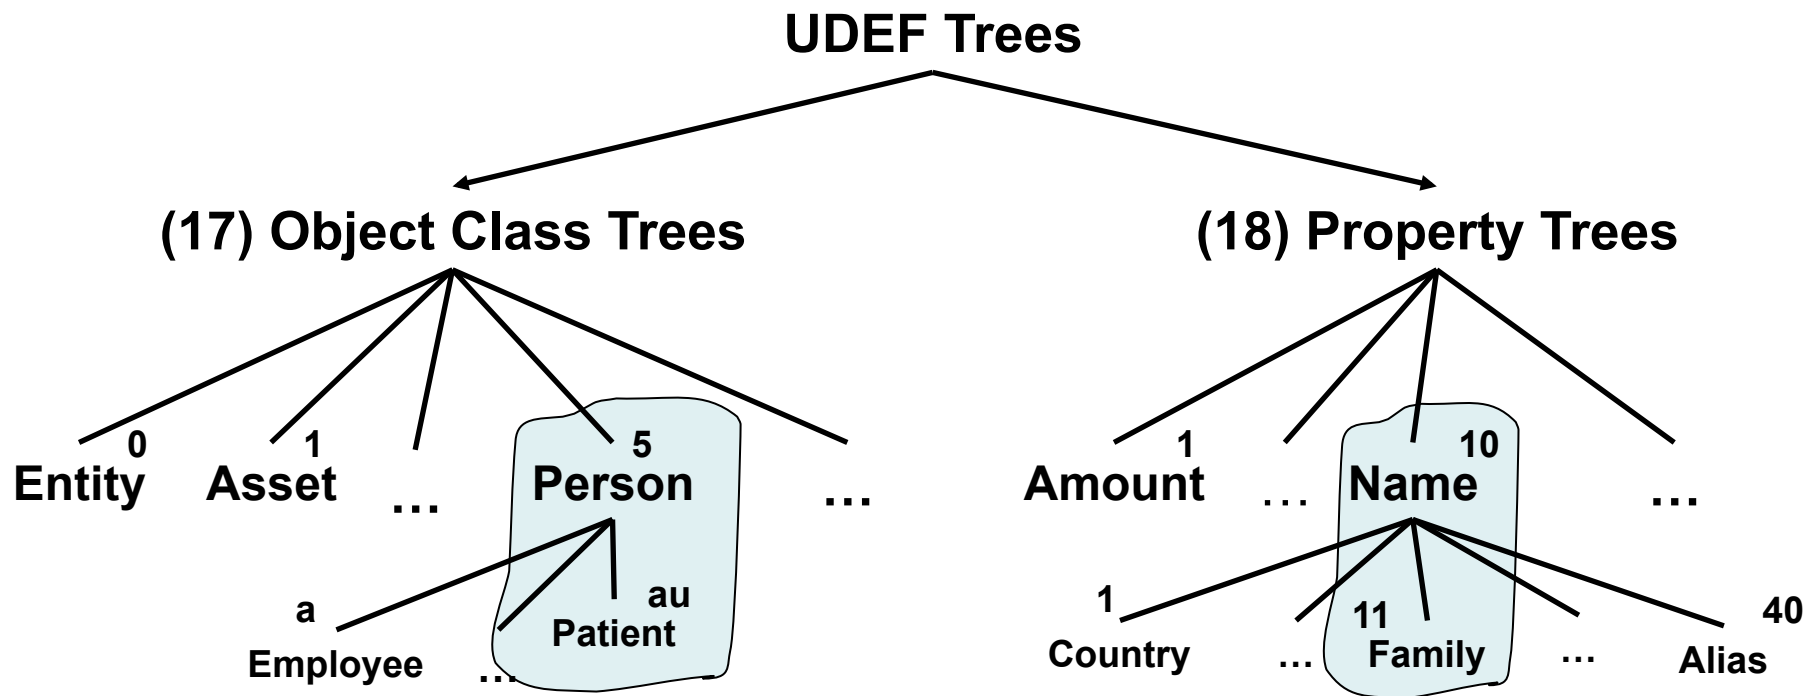 UDEF Trees
(17) Object Class Trees
(18) Property Trees
0
1
5
1
10
Entity
Asset
...
Person
...
Amount
...
Name
...
a
au
1
11
40
Employee
...
Patient
Country
...
Family
...
Alias